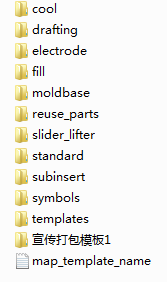 cool
drafting
electrode
fill
moldbase
reuse_parts
slider_lifter
standard
subinsert
symbols
templates
宣传打包模板1
map_template_name